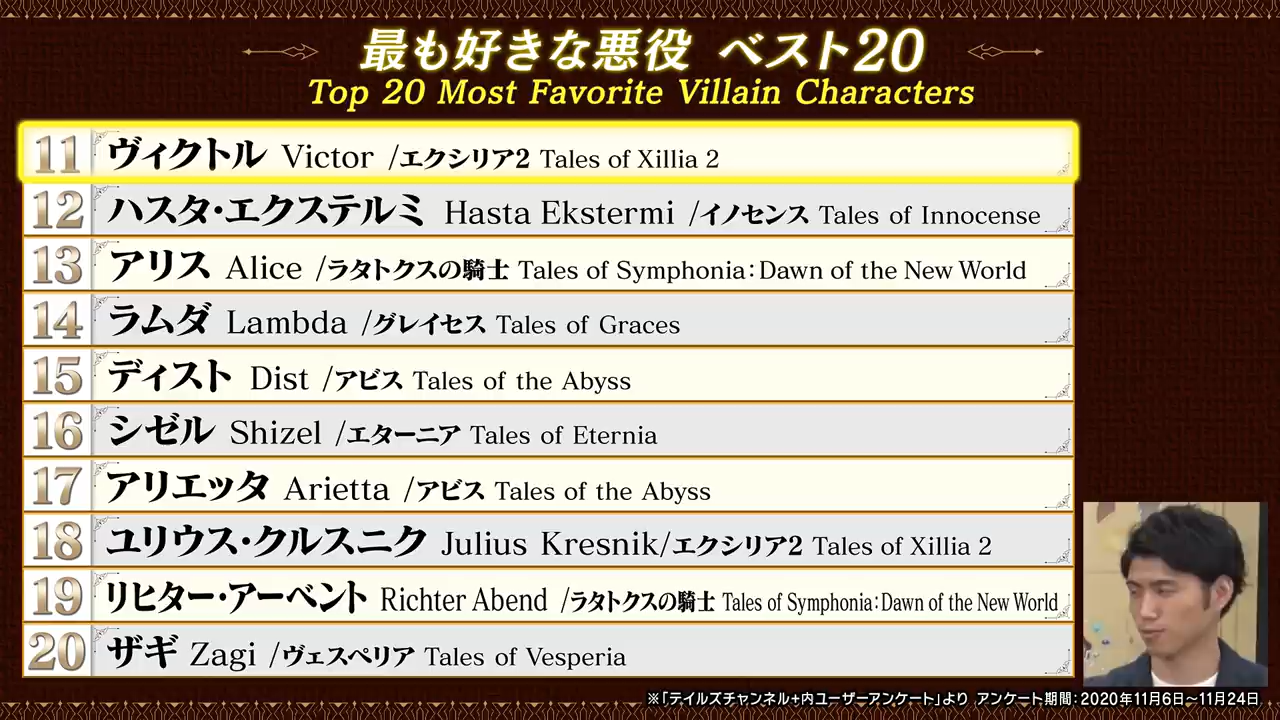 最も好きな悪役 ベスト20
Top 20 Most Favorite Villain Characters
11 ヴィクトル Victor /エクシリア2 Tales of Xillia 2
12 ハスタ・エクステルミ Hasta Ekstermi /イノセンス Tales of Innocense
13 アリス Alice /ラタトクスの騎士 Tales of Symphonia:Dawn of the New World
14 ラムダ Lambda /グレイセス Tales of Graces
15 ディスト Dist /アビス Tales of the Abyss
16 シゼル Shizel /エターニア Tales of Eternia
17 アリエッタ Arietta /アビス Tales of the Abyss
18 ユリウス・クルスニク Julius Kresnik/エクシリア2 Tales of Xillia 2
19 リヒター・アーベント Richter Abend /ラタトクスの騎士 Tales of Symphonia:Dawn of the New World
20 ザギ Zagi /ヴェスペリア Tales of Vesperia
※「テイルズチャンネル+内ユーザーアンケート」より アンケート期間:2020年11月6日~11月24日